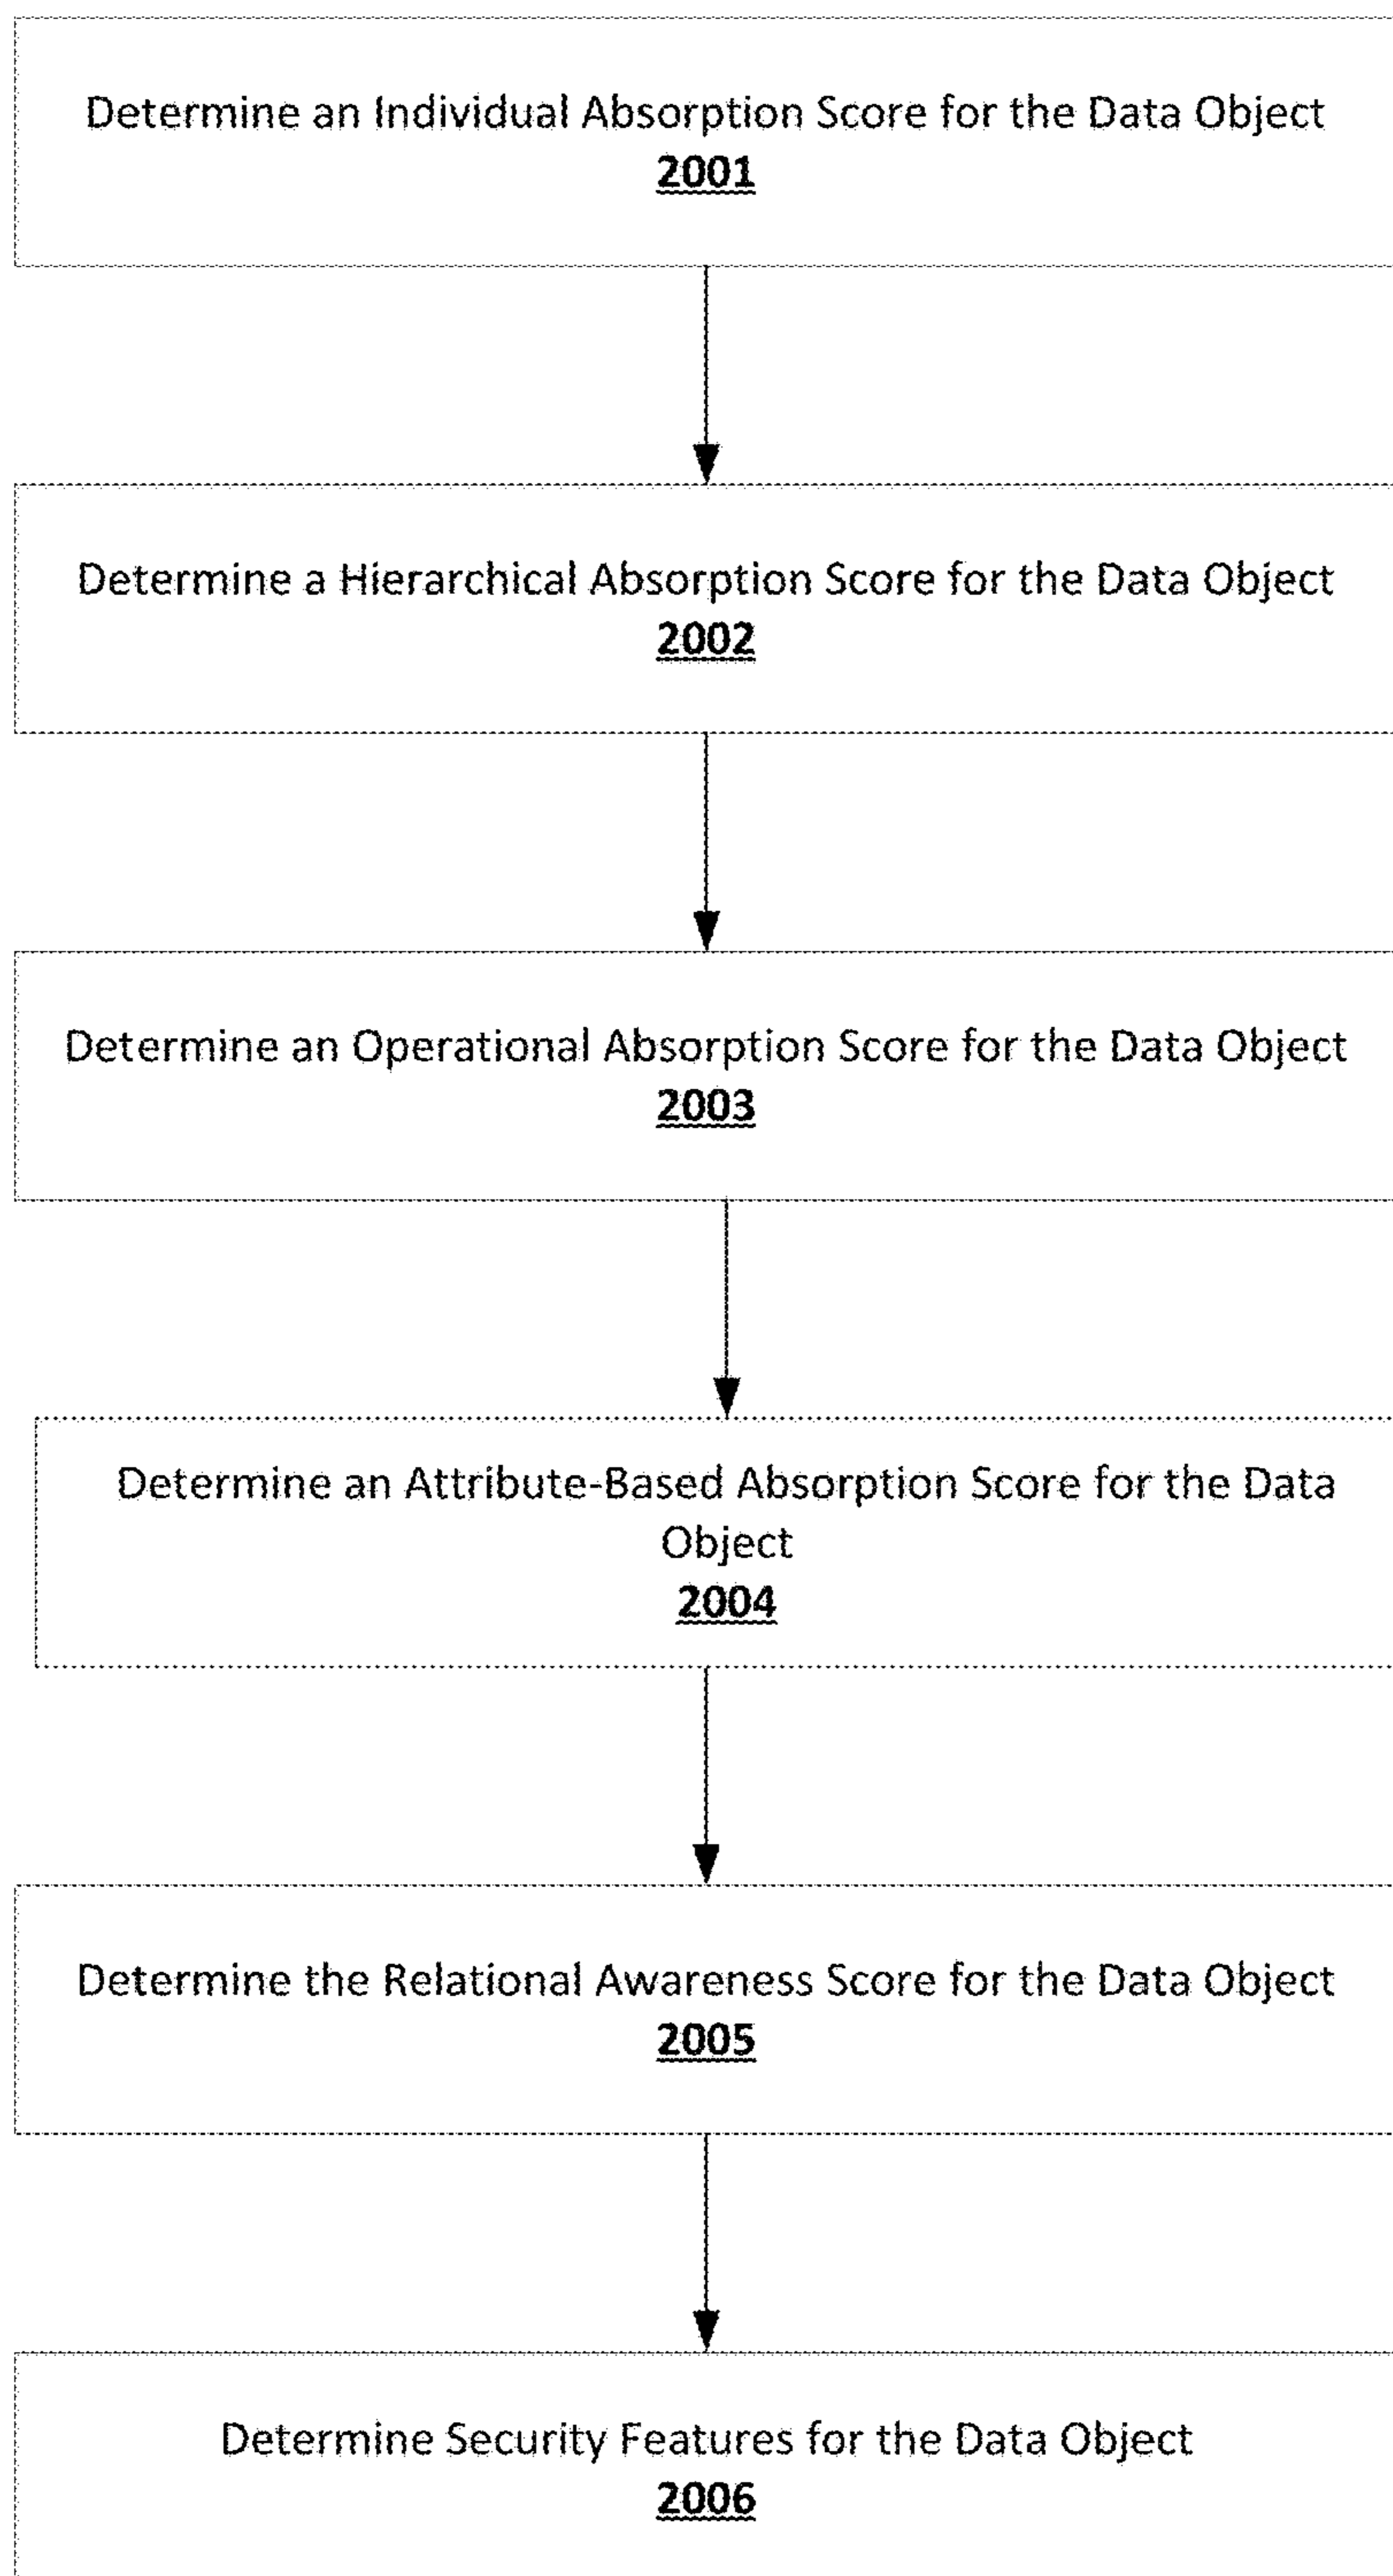 Determine an Individual Absorption Score for the Data Object
2001
Determine a Hierarchical Absorption Score for the Data Object
2002
Determine an Operational Absorption Score for the Data Object
2003
Determine an Attribute-Based Absorption Score for the Data
Object
2004
Determine the Relational Awareness Score for the Data Object
2005
Determine Security Features for the Data Object
2006